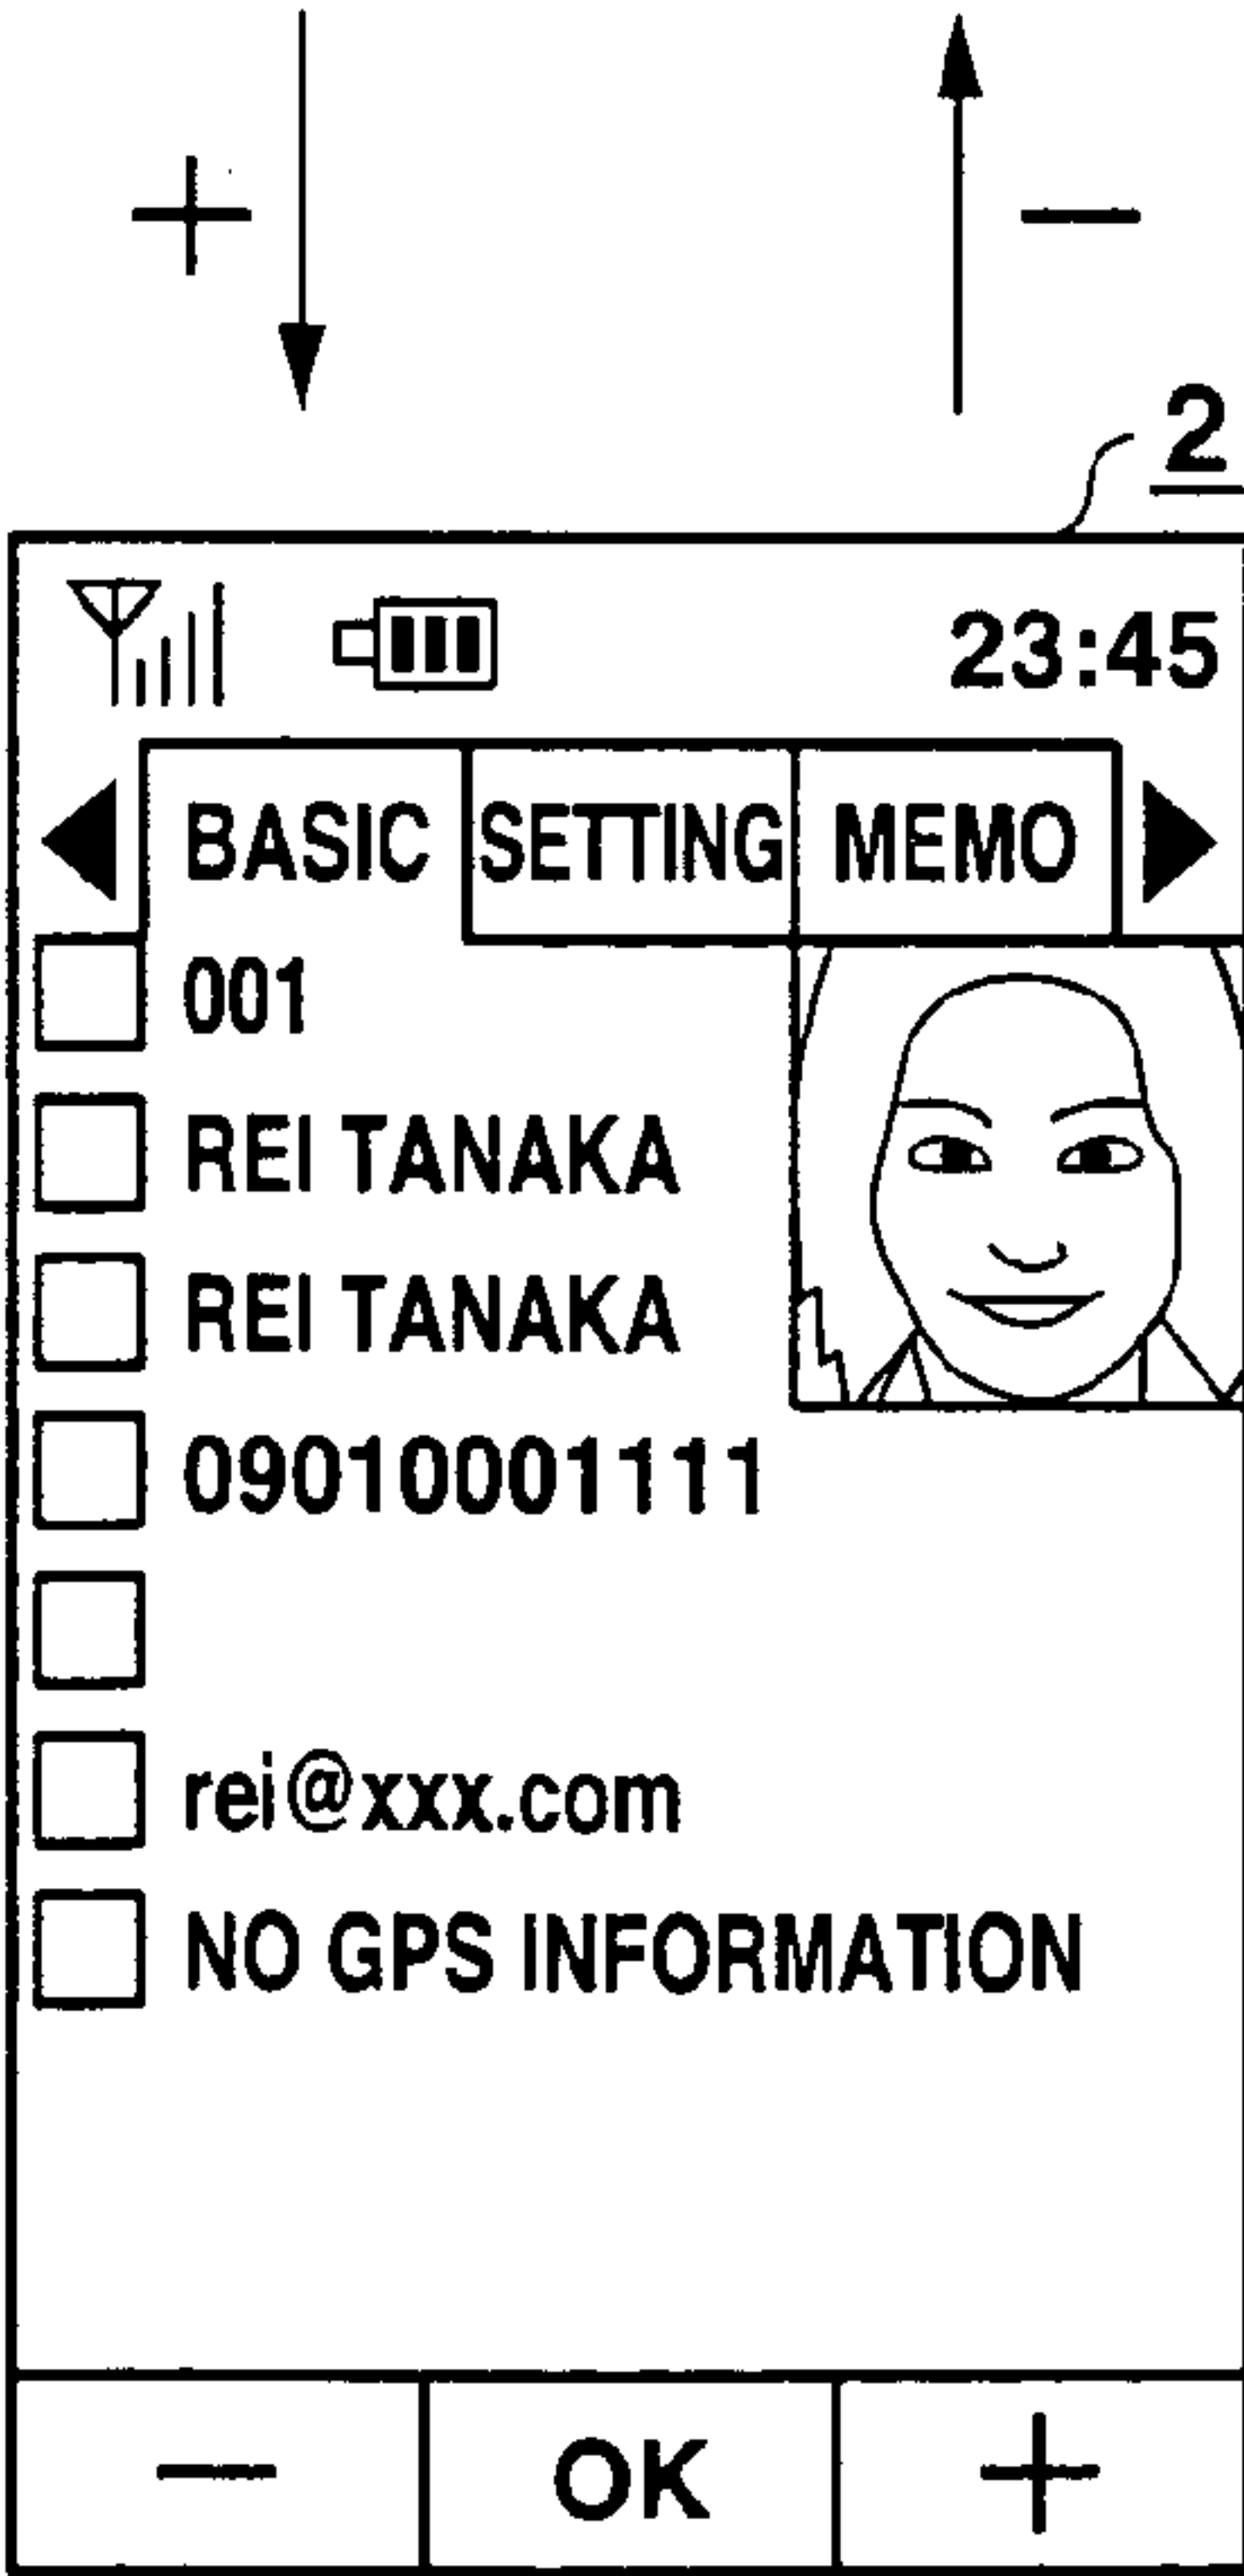 + −
2
23:45
BASIC SETTING MEMO
001
REI TANAKA
REI TANAKA
09010001111
rei@xxx.com
NO GPS INFORMATION
− OK +